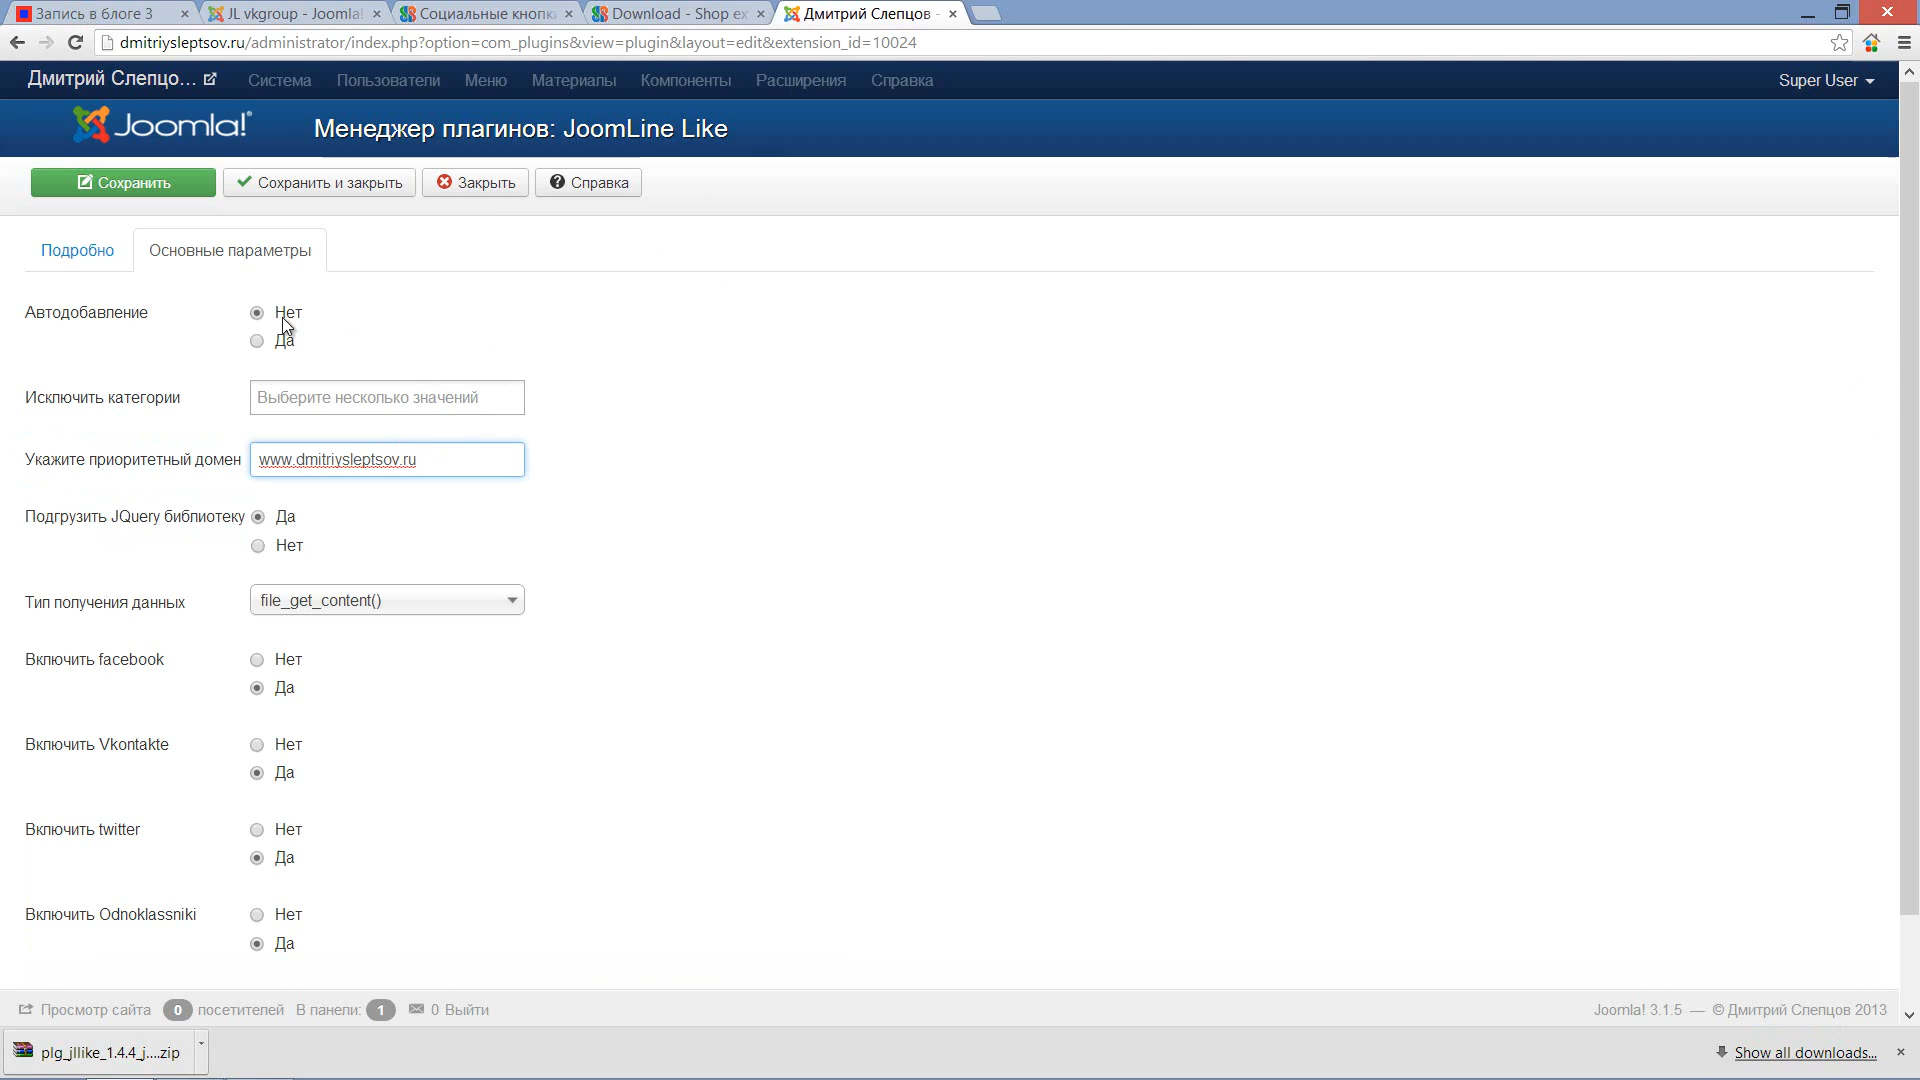 Запись в блоге 3
JL vkgroup - Joomla!
Социальные кнопк
Download - Shop ex
Дмитрий Слепцов -
dmitriysleptsov.ru/administrator/index.php?option=com_plugins&view=plugin&layout=edit&extension_id=10024
Дмитрий Слепцо... Система Пользователи Меню Материалы Компоненты Расширения Справка Super User
Joomla!® Менеджер плагинов: JoomLine Like
Сохранить Сохранить и закрыть Закрыть Справка
Подробно Основные параметры
Автодобавление Нет
Да
Исключить категории Выберите несколько значений
Укажите приоритетный домен www.dmitriysleptsov.ru
Подгрузить JQuery библиотеку Да
Нет
Тип получения данных file_get_content()
Включить facebook Нет
Да
Включить Vkontakte Нет
Да
Включить twitter Нет
Да
Включить Odnoklassniki Нет
Да
Просмотр сайта 0 посетителей В панели: 1 0 Выйти Joomla! 3.1.5 — © Дмитрий Слепцов 2013
plg_jllike_1.4.4_j....zip Show all downloads...